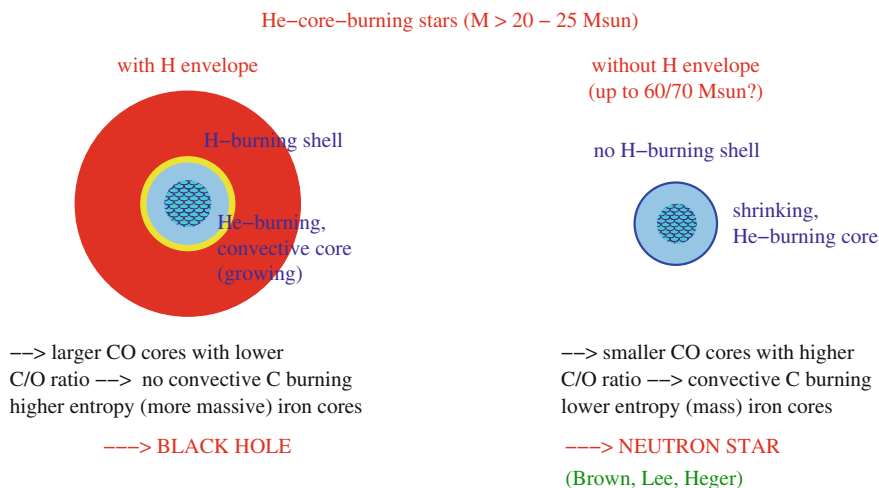 He−core−burning stars (M > 20 − 25 Msun)
with H envelope
H−burning shell
He−burning,
convective core
(growing)
−−> larger CO cores with lower
C/O ratio −−> no convective C burning
higher entropy (more massive) iron cores
−−−> BLACK HOLE
without H envelope
(up to 60/70 Msun?)
no H−burning shell
shrinking,
He−burning core
−−> smaller CO cores with higher
C/O ratio −−> convective C burning
lower entropy (mass) iron cores
−−−> NEUTRON STAR
(Brown, Lee, Heger)